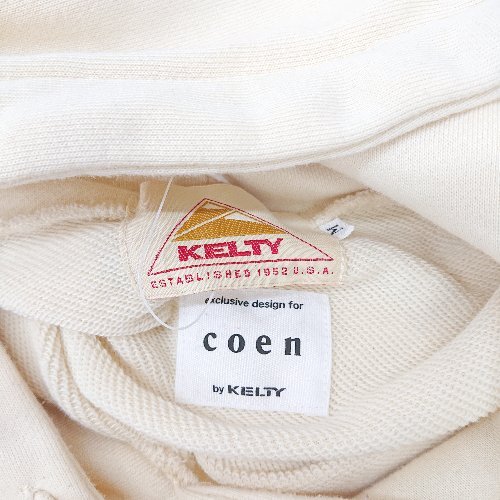 KELTY
ESTABLISHED 1952 U.S.A.
M
exclusive design for
coen
by KELTY